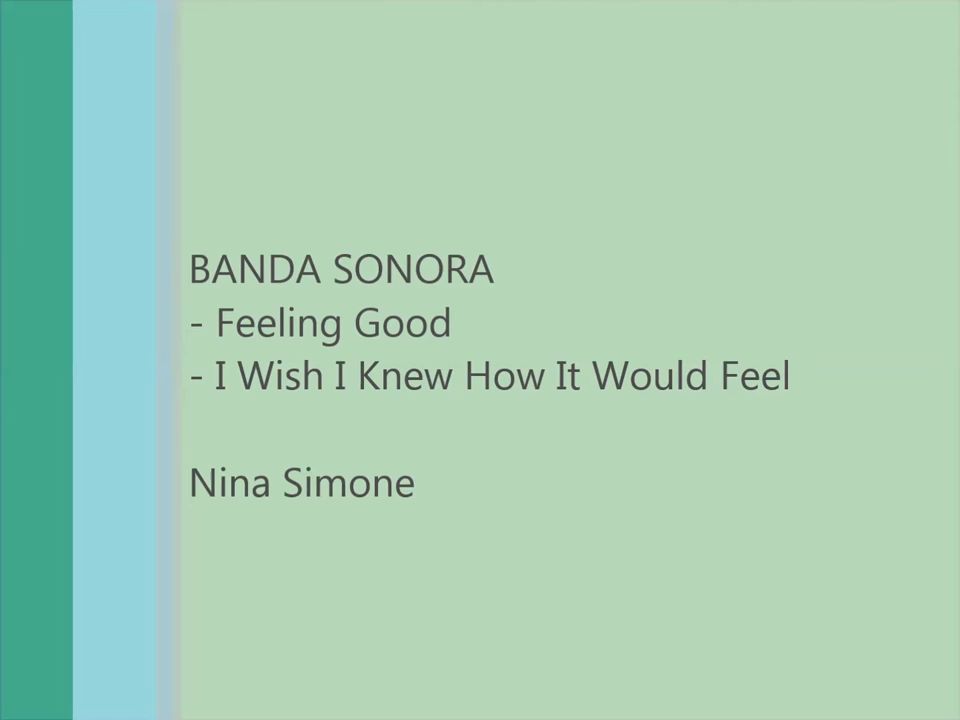 BANDA SONORA
- Feeling Good
- I Wish I Knew How It Would Feel
Nina Simone